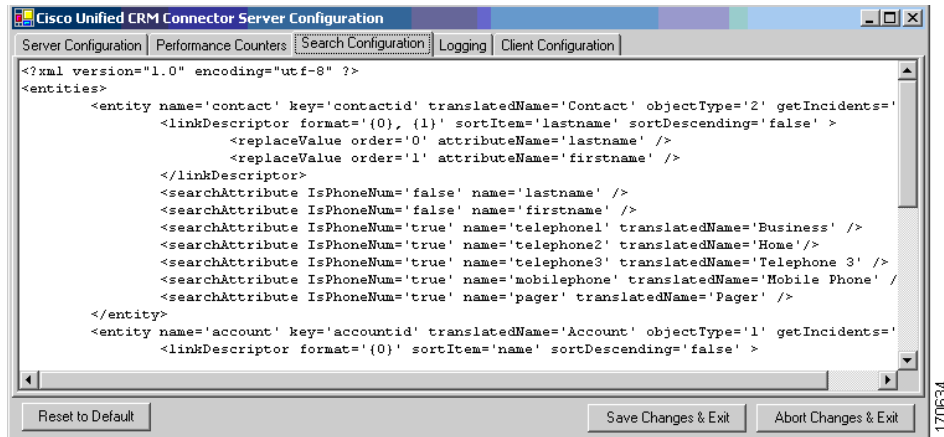 Cisco Unified CRM Connector Server Configuration
Server Configuration Performance Counters Search Configuration Logging Client Configuration
<?xml version="1.0" encoding="utf-8" ?>
<entities>
<entity name='contact' key='contactid' translatedName='Contact' objectType='2' getIncidents='
<linkDescriptor format='{0}, {1}' sortItem='lastname' sortDescending='false' >
<replaceValue order='0' attributeName='lastname' />
<replaceValue order='1' attributeName='firstname' />
</linkDescriptor>
<searchAttribute IsPhoneNum='false' name='lastname' />
<searchAttribute IsPhoneNum='false' name='firstname' />
<searchAttribute IsPhoneNum='true' name='telephone1' translatedName='Business' />
<searchAttribute IsPhoneNum='true' name='telephone2' translatedName='Home'/>
<searchAttribute IsPhoneNum='true' name='telephone3' translatedName='Telephone 3' />
<searchAttribute IsPhoneNum='true' name='mobilephone' translatedName='Mobile Phone' /
<searchAttribute IsPhoneNum='true' name='pager' translatedName='Pager' />
</entity>
<entity name='account' key='accountid' translatedName='Account' objectType='1' getIncidents='
<linkDescriptor format='{0}' sortItem='name' sortDescending='false' >
Reset to Default Save Changes & Exit Abort Changes & Exit
170634